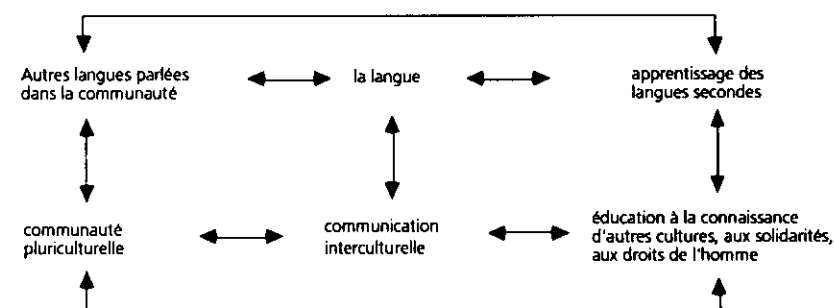 Autres langues parlées
dans la communauté
la langue
apprentissage des
langues secondes
communauté
pluriculturelle
communication
interculturelle
éducation à la connaissance
d'autres cultures, aux solidarités,
aux droits de l'homme